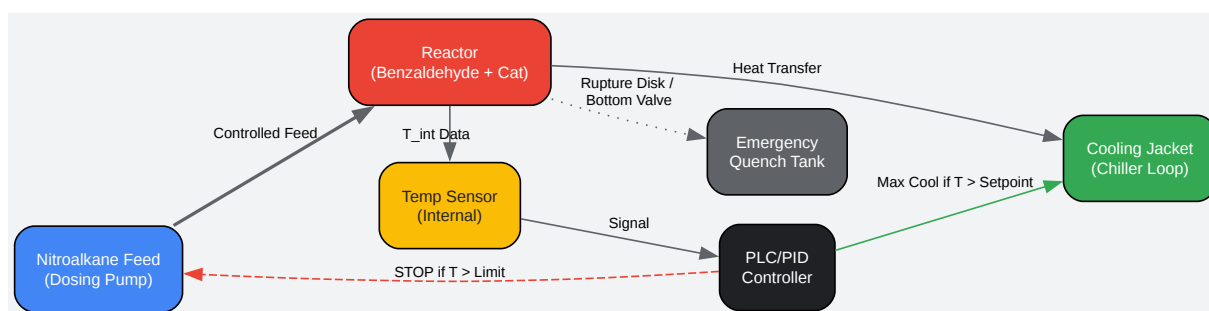 Reactor
(Benzaldehyde + Cat)
Heat Transfer
Rupture Disk /
Bottom Valve
Controlled Feed
T_int Data
Emergency
Quench Tank
Cooling Jacket
(Chiller Loop)
Max Cool if T > Setpoint
Temp Sensor
(Internal)
Signal
Nitroalkane Feed
(Dosing Pump)
STOP if T > Limit
PLC/PID
Controller